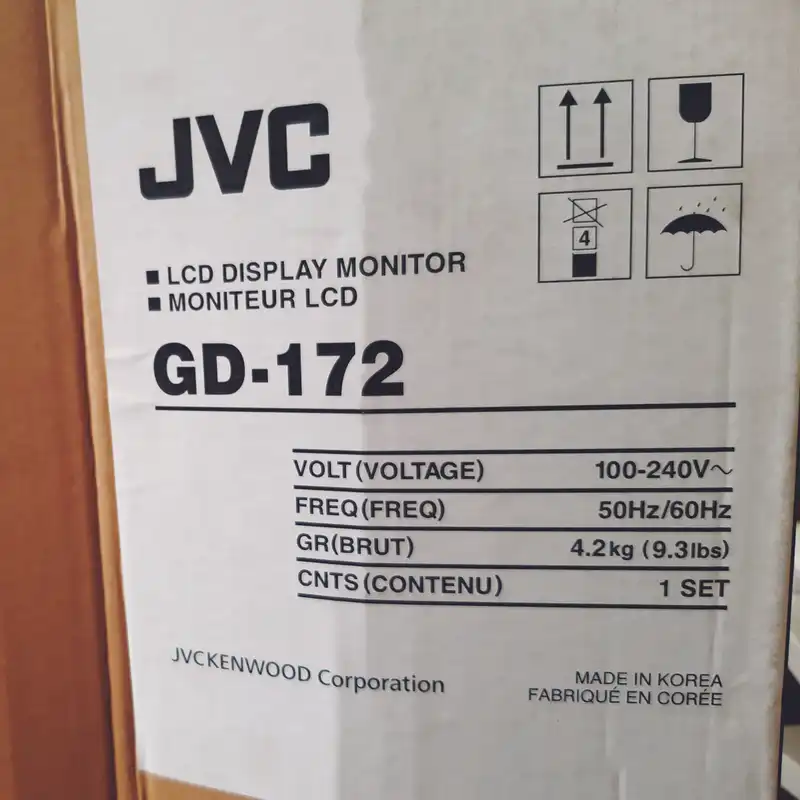 JVC
4
■ LCD DISPLAY MONITOR
■ MONITEUR LCD
GD-172
VOLT (VOLTAGE) 100-240V~
FREQ (FREQ) 50Hz/60Hz
GR (BRUT) 4.2kg (9.3lbs)
CNTS (CONTENU) 1 SET
JVCKENWOOD Corporation
MADE IN KOREA
FABRIQUÉ EN CORÉE